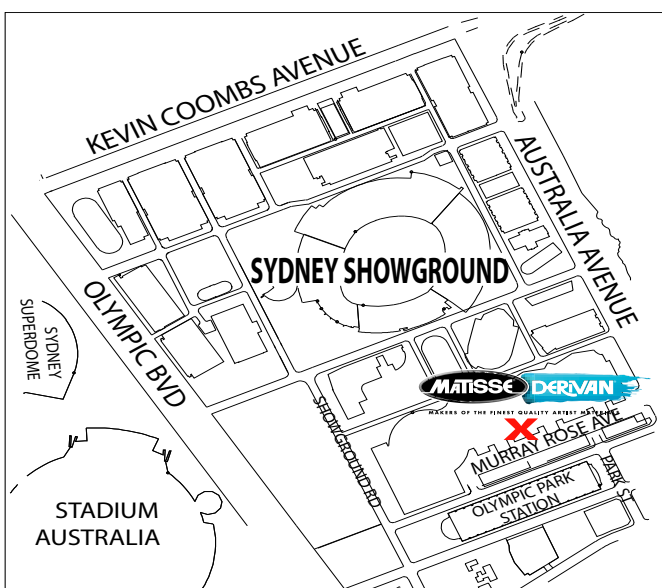 KEVIN COOMBS AVENUE
AUSTRALIA AVENUE
SYDNEY SHOWGROUND
OLYMPIC BVD
SYDNEY
SUPERDOME
MATISSE DERIVAN
MAKERS OF THE FINEST QUALITY ARTIST MATERIALS
X
SHOWGROUND RD
MURRAY ROSE AVE
PARK ST
OLYMPIC PARK
STATION
STADIUM
AUSTRALIA